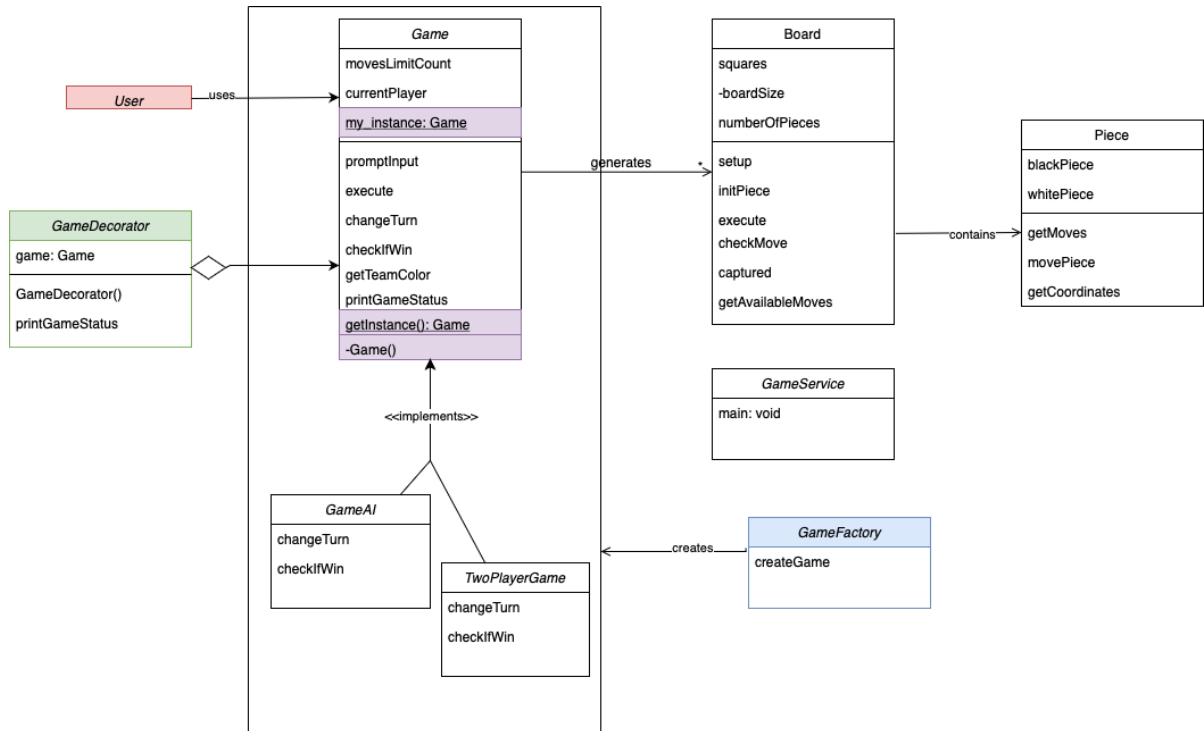 Game
movesLimitCount
currentPlayer
my_instance: Game
promptInput
execute
changeTurn
checkIfWin
getTeamColor
printGameStatus
getInstance(): Game
-Game()
User
uses
GameDecorator
game: Game
GameDecorator()
printGameStatus
<<implements>>
GameAI
changeTurn
checkIfWin
TwoPlayerGame
changeTurn
checkIfWin
generates
*
Board
squares
-boardSize
numberOfPieces
setup
initPiece
execute
checkMove
captured
getAvailableMoves
contains
Piece
blackPiece
whitePiece
getMoves
movePiece
getCoordinates
GameService
main: void
creates
GameFactory
createGame